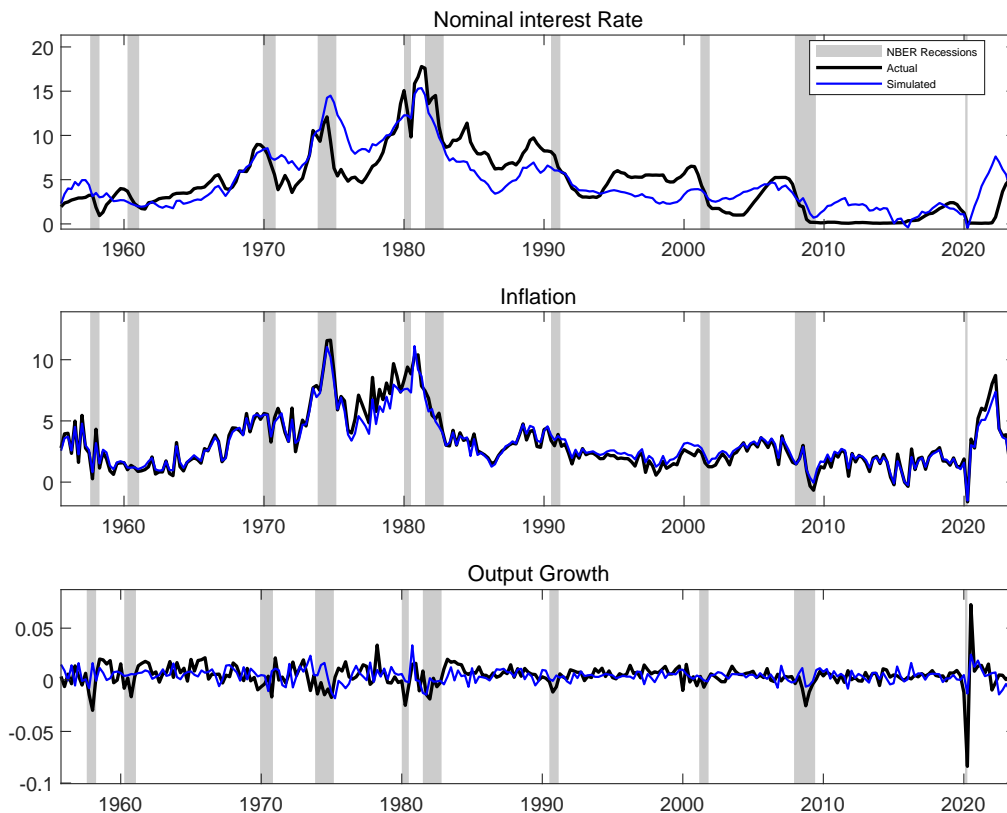 Nominal interest Rate
20
15
10
5
0
NBER Recessions
Actual
Simulated
1960 1970 1980 1990 2000 2010 2020
Inflation
10
5
0
1960 1970 1980 1990 2000 2010 2020
Output Growth
0.05
0
-0.05
-0.1
1960 1970 1980 1990 2000 2010 2020